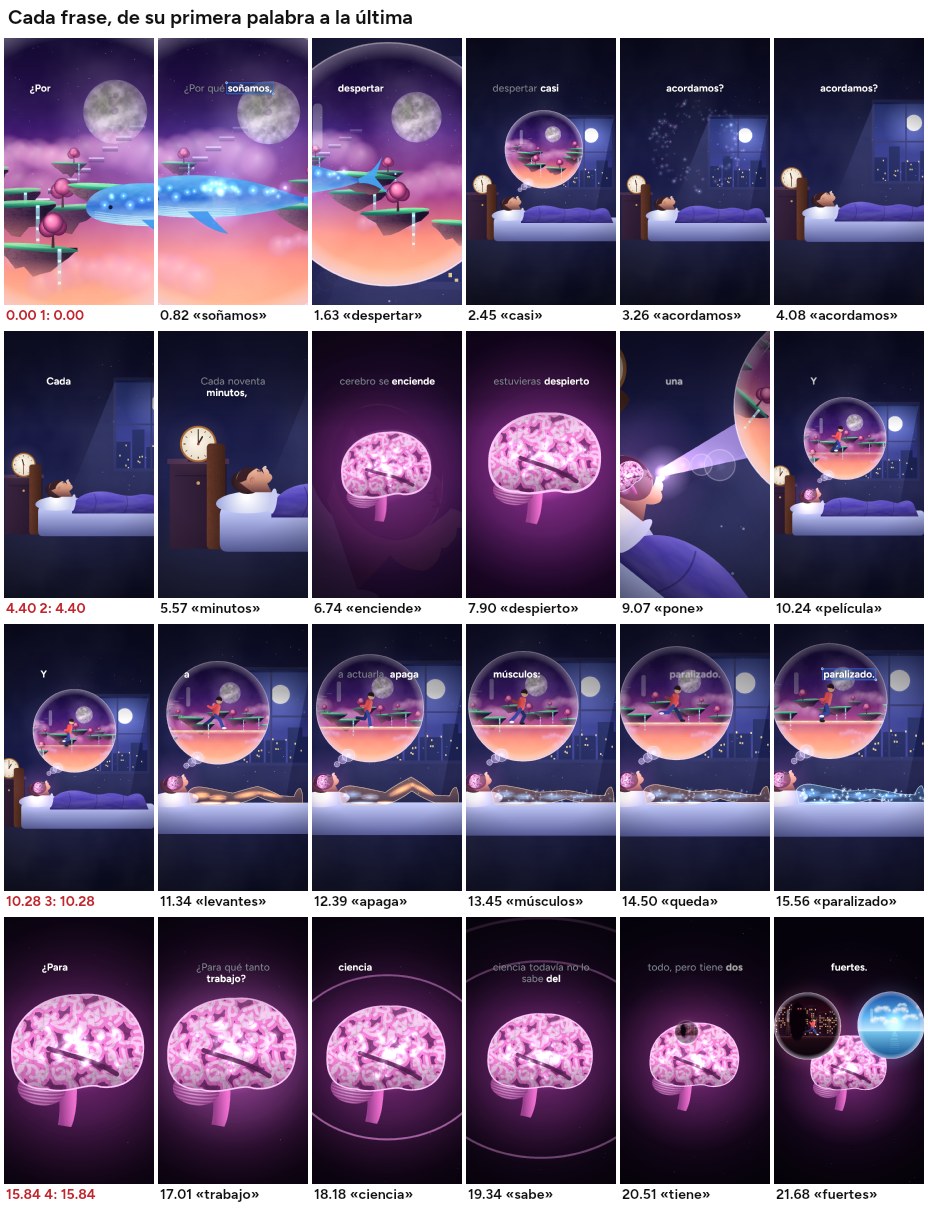 Cada frase, de su primera palabra a la última
¿Por
¿Por qué soñamos,
despertar
despertar casi
acordamos?
acordamos?
0.00 1: 0.00
0.82 «soñamos»
1.63 «despertar»
2.45 «casi»
3.26 «acordamos»
4.08 «acordamos»
Cada
Cada noventa
minutos,
cerebro se enciende
estuvieras despierto
una
Y
4.40 2: 4.40
5.57 «minutos»
6.74 «enciende»
7.90 «despierto»
9.07 «pone»
10.24 «película»
Y
a
a actuarla, apaga
músculos:
paralizado.
paralizado.
10.28 3: 10.28
11.34 «levantes»
12.39 «apaga»
13.45 «músculos»
14.50 «queda»
15.56 «paralizado»
¿Para
¿Para qué tanto
trabajo?
ciencia
ciencia todavía no lo
sabe del
todo, pero tiene dos
fuertes.
15.84 4: 15.84
17.01 «trabajo»
18.18 «ciencia»
19.34 «sabe»
20.51 «tiene»
21.68 «fuertes»